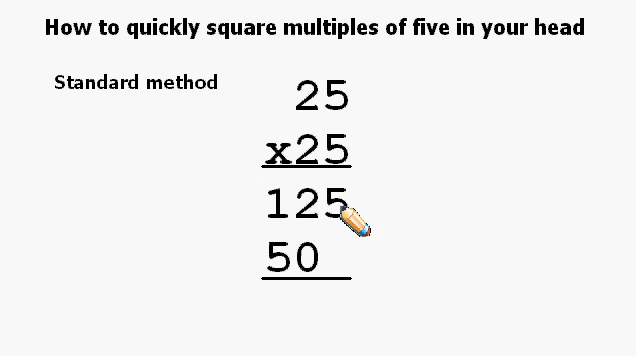 How to quickly square multiples of five in your head
Standard method
25
x25
125
50